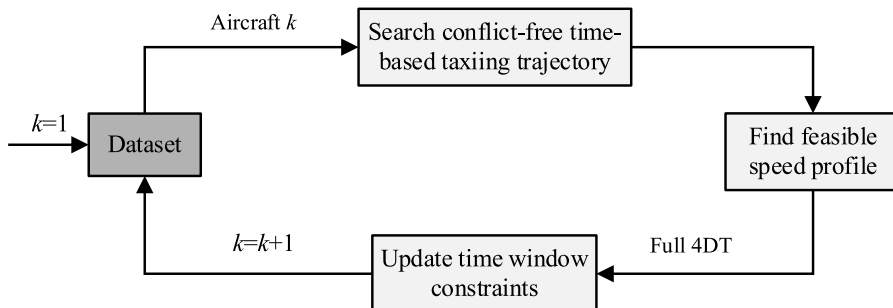 Aircraft k
Search conflict-free time-
based taxiing trajectory
k=1
Dataset
Find feasible
speed profile
k=k+1
Update time window
constraints
Full 4DT